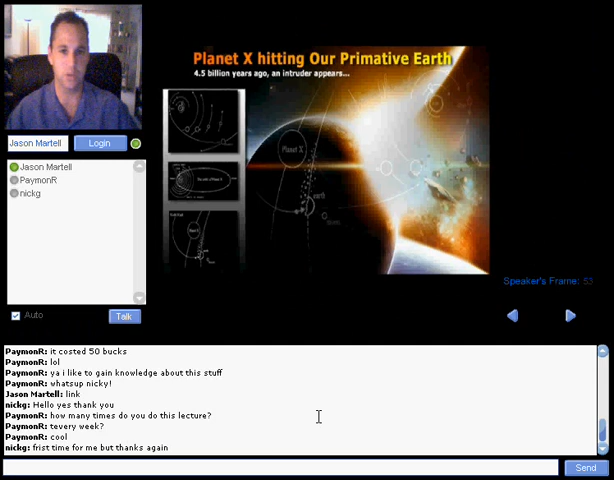 Planet X hitting Our Primative Earth
4.5 billion years ago, an intruder appears...
Planet X
earth
Jason Martell
Login
Jason Martell
PaymonR
nickg
Auto
Talk
Speaker's Frame: 53
PaymonR: it costed 50 bucks
PaymonR: lol
PaymonR: ya i like to gain knowledge about this stuff
PaymonR: whatsup nicky!
Jason Martell: link
nickg: Hello yes thank you
PaymonR: how many times do you do this lecture?
PaymonR: tevery week?
PaymonR: cool
nickg: frist time for me but thanks again
Send